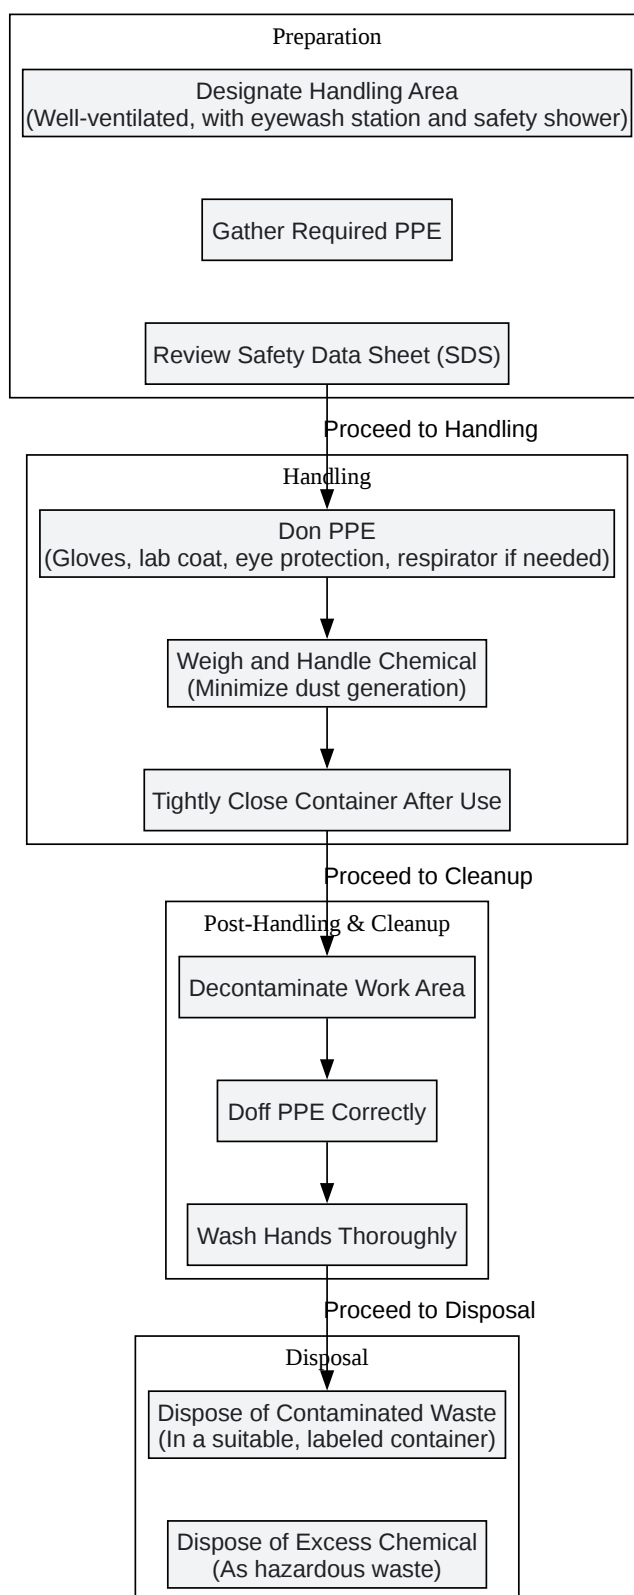 Preparation
Designate Handling Area
(Well-ventilated, with eyewash station and safety shower)
Gather Required PPE
Review Safety Data Sheet (SDS)
Proceed to Handling
Handling
Don PPE
(Gloves, lab coat, eye protection, respirator if needed)
Weigh and Handle Chemical
(Minimize dust generation)
Tightly Close Container After Use
Proceed to Cleanup
Post-Handling & Cleanup
Decontaminate Work Area
Doff PPE Correctly
Wash Hands Thoroughly
Proceed to Disposal
Disposal
Dispose of Contaminated Waste
(In a suitable, labeled container)
Dispose of Excess Chemical
(As hazardous waste)